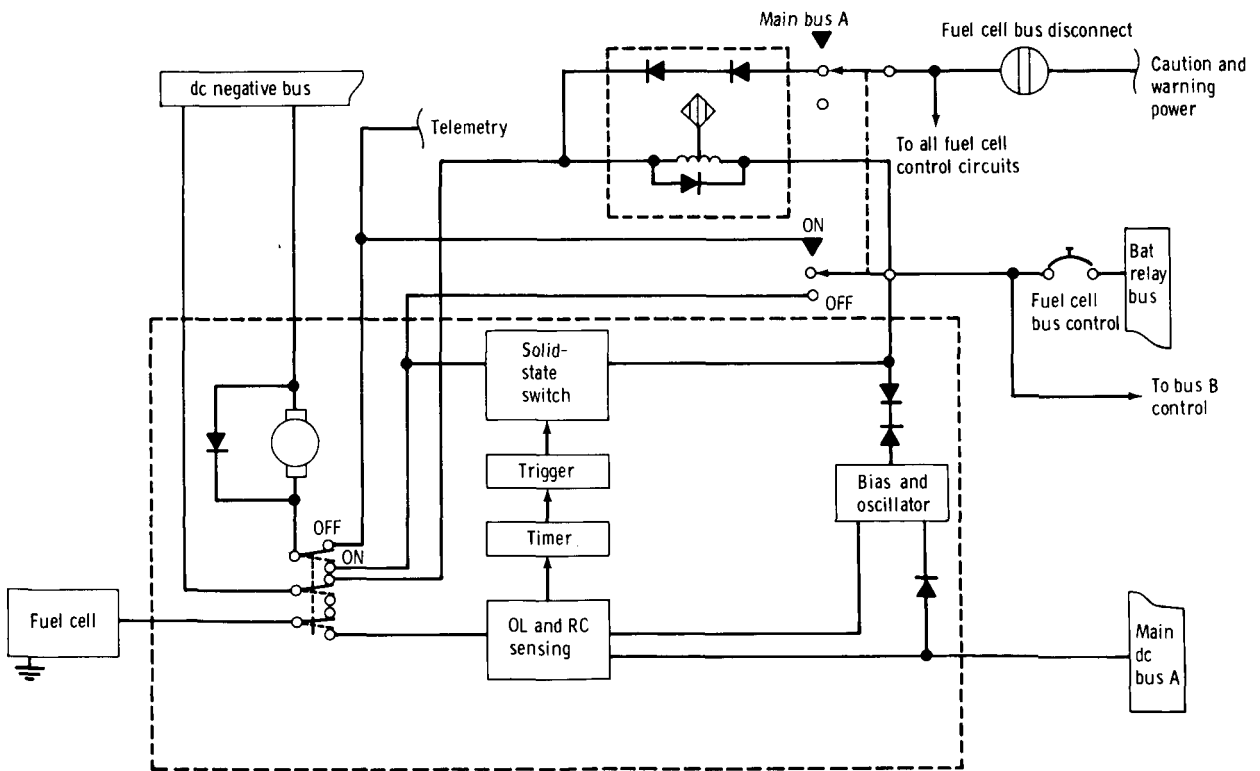 Main bus A
Fuel cell bus disconnect
dc negative bus
Caution and
warning
power
Telemetry
To all fuel cell
control circuits
ON
OFF
Bat
relay
bus
Fuel cell
bus control
Solid-
state
switch
To bus B
control
Trigger
Bias and
oscillator
OFF
ON
Timer
Fuel cell
OL and RC
sensing
Main
dc
bus A